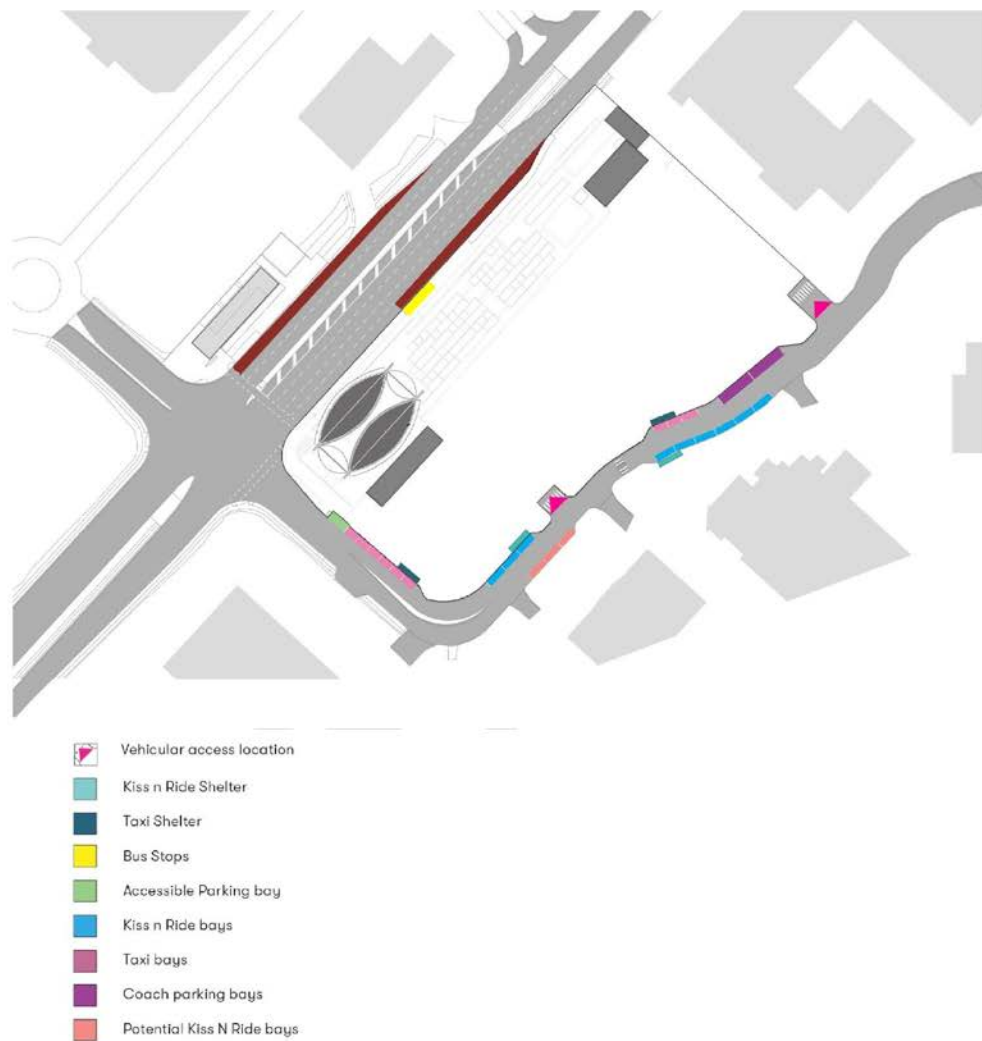 Vehicular access location
Kiss n Ride Shelter
Taxi Shelter
Bus Stops
Accessible Parking bay
Kiss n Ride bays
Taxi bays
Coach parking bays
Potential Kiss N Ride bays